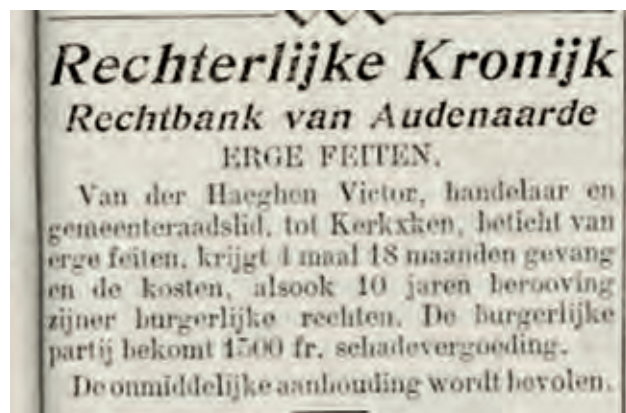 Rechterlijke Kronijk
Rechtbank van Audenaarde
ERGE FEITEN.
Van der Haeghen Victor, handelaar en
gemeenteraadslid, tot Kerkxken, beticht van
erge feiten, krijgt 4 maal 18 maanden gevang
en de kosten, alsook 10 jaren berooving
zijner burgerlijke rechten. De burgerlijke
partij bekomt 1500 fr. schadevergoeding.
De onmiddelijke aanhouding wordt bevolen.